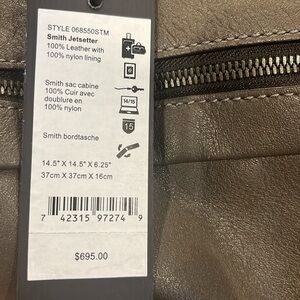 STYLE 068550STM
Smith Jetsetter
100% Leather with
100% nylon lining
Smith sac cabine
100% Cuir avec
doublure en
100% nylon
14/15
15
Smith bordtasche
14.5" X 14.5" X 6.25"
37cm X 37cm X 16cm
7 42315 97274 9
$695.00